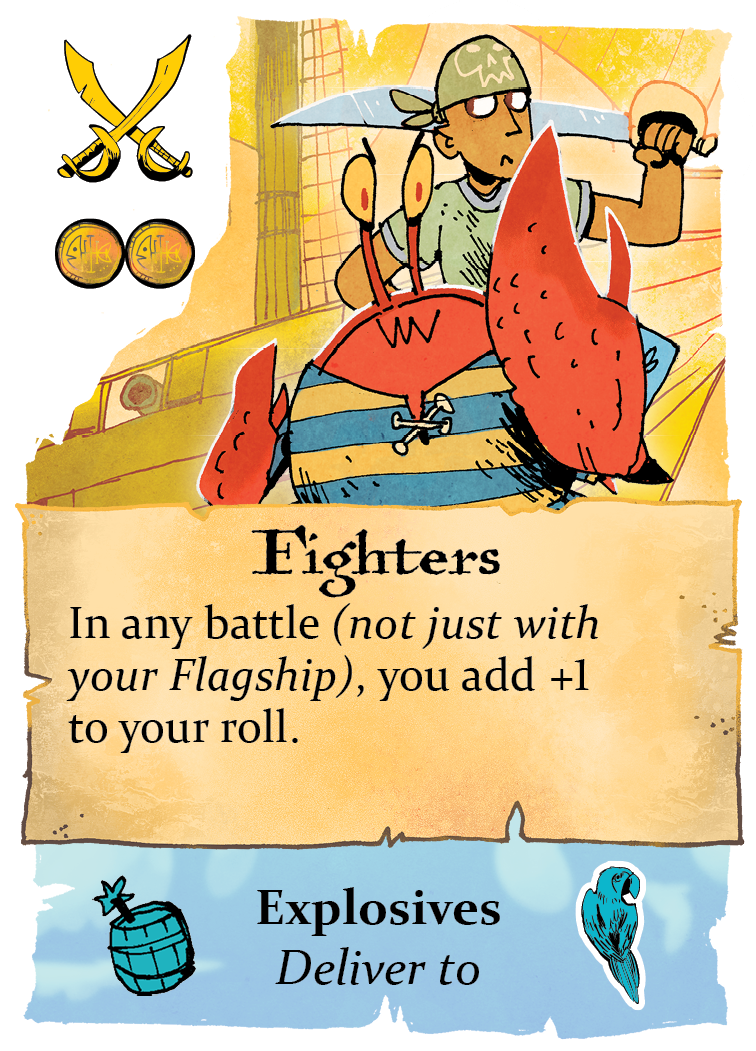 Fighters
In any battle (not just with
your Flagship), you add +1
to your roll.
Explosives
Deliver to